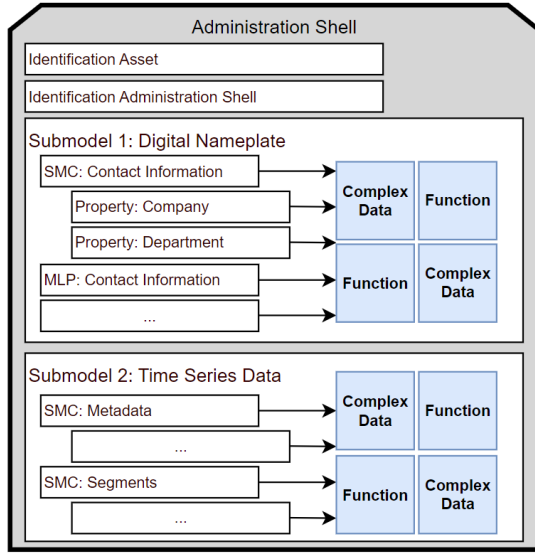 Administration Shell
Identification Asset
Identification Administration Shell
Submodel 1: Digital Nameplate
SMC: Contact Information
Property: Company
Property: Department
MLP: Contact Information
...
Complex
Data
Function
Function
Complex
Data
Submodel 2: Time Series Data
SMC: Metadata
...
SMC: Segments
...
Complex
Data
Function
Function
Complex
Data